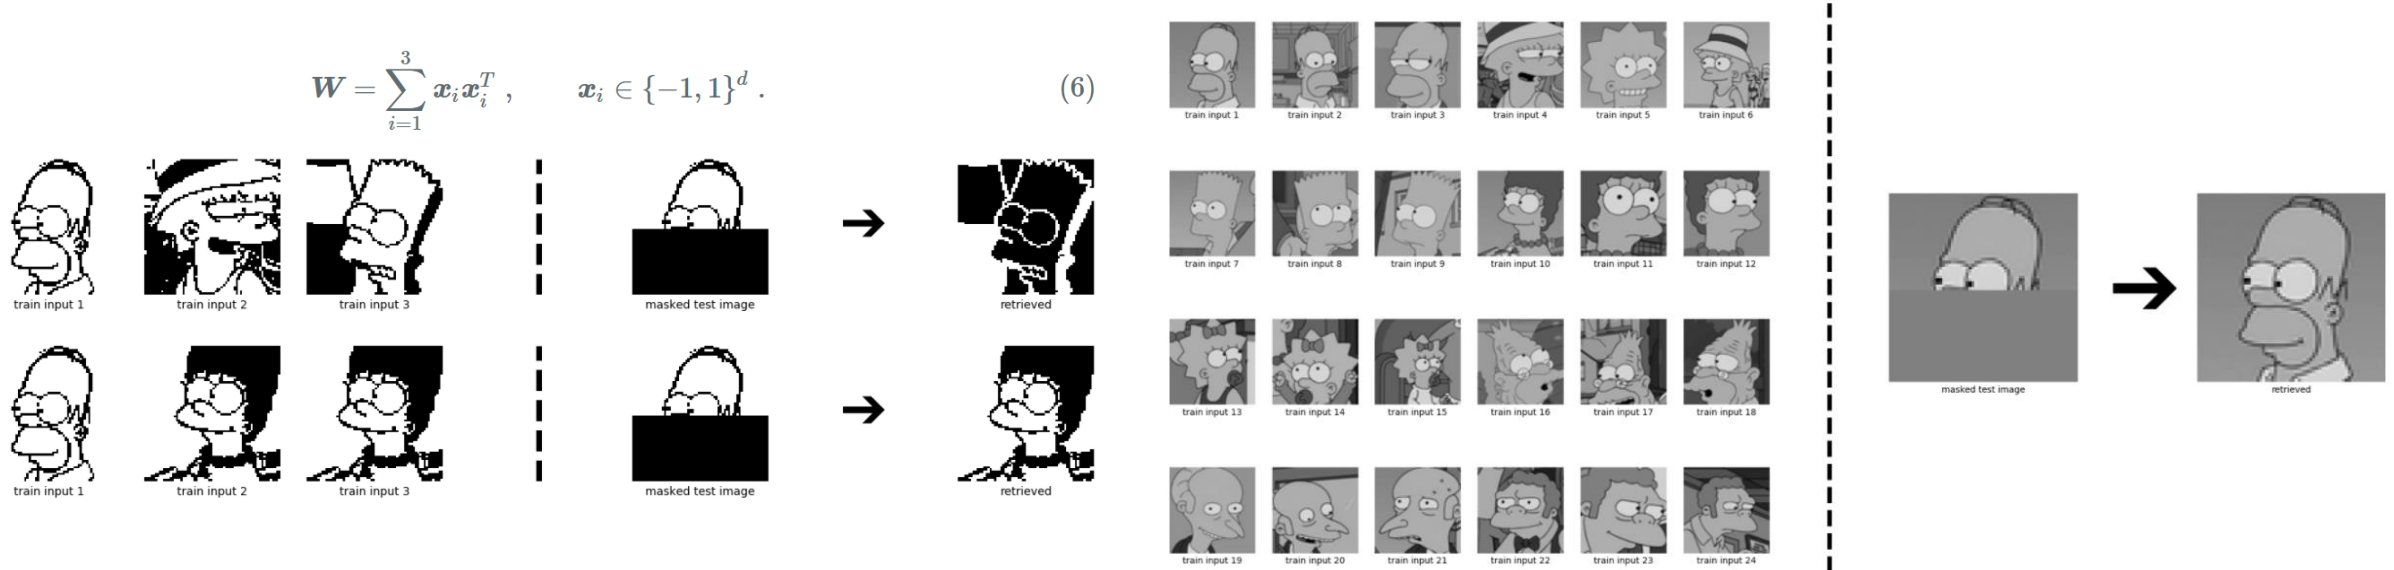 W = \sum_{i=1}^{3} x_i x_i^T , x_i ∈ {−1, 1}^d . (6)
train input 1 train input 2 train input 3 masked test image retrieved
train input 1 train input 2 train input 3 masked test image retrieved
train input 1 train input 2 train input 3 train input 4 train input 5 train input 6
train input 7 train input 8 train input 9 train input 10 train input 11 train input 12
masked test image retrieved
train input 13 train input 14 train input 15 train input 16 train input 17 train input 18
train input 19 train input 20 train input 21 train input 22 train input 23 train input 24